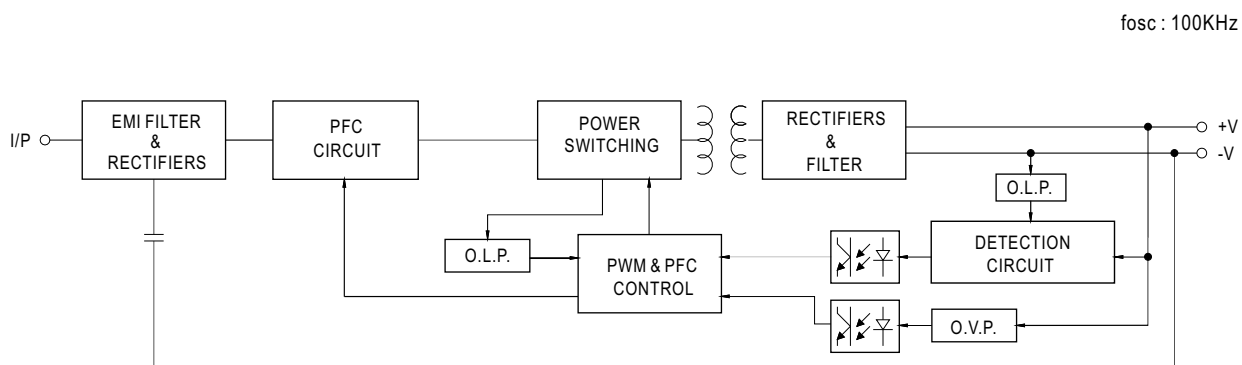 fosc : 100KHz
I/P
EMI FILTER
&
RECTIFIERS
PFC
CIRCUIT
POWER
SWITCHING
RECTIFIERS
&
FILTER
+V
-V
O.L.P.
O.L.P.
PWM & PFC
CONTROL
DETECTION
CIRCUIT
O.V.P.